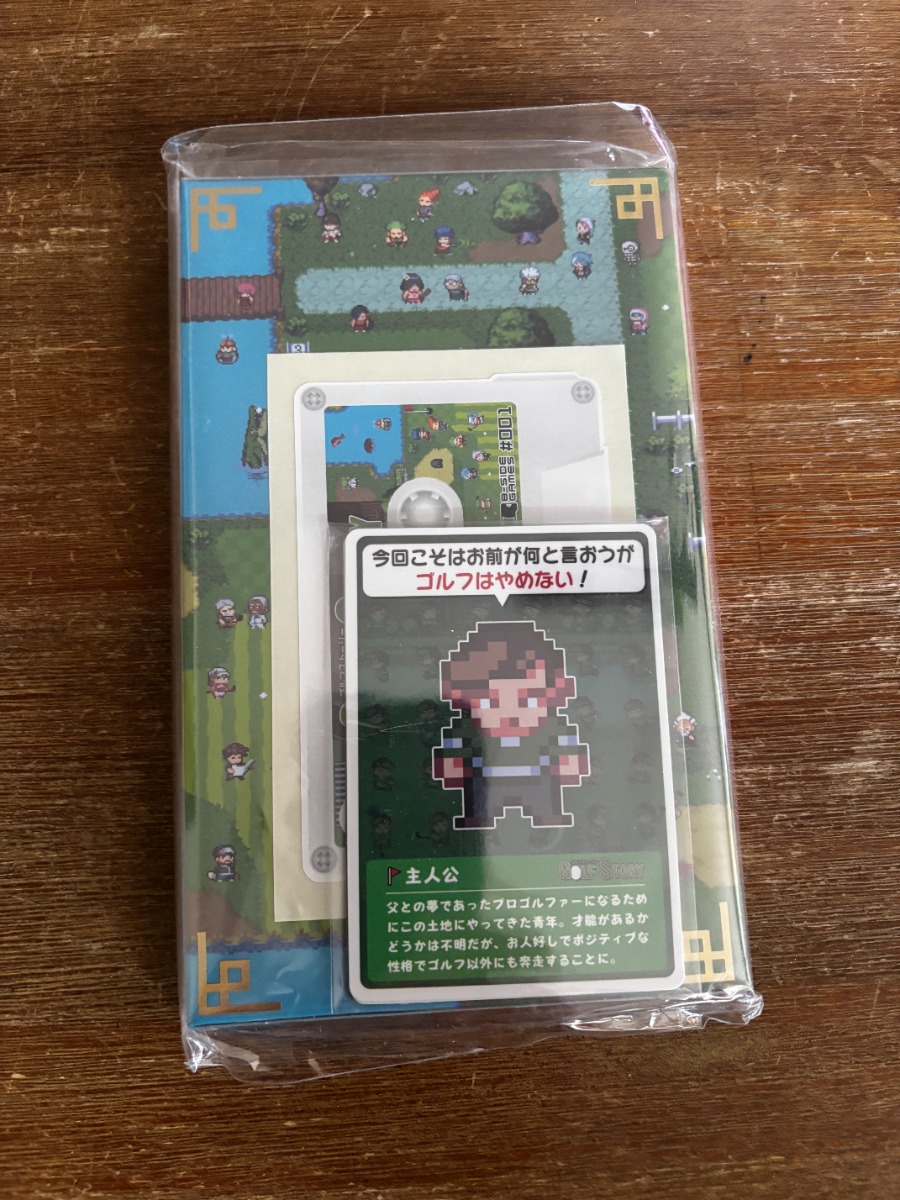 3
B-SIDE
GAMES #001
今回こそはお前が何と言おうが
ゴルフはやめない！
主人公
GOLF STORY
父との夢であったプロゴルファーになるため
にこの土地にやってきた青年。才能があるか
どうかは不明だが、お人好しでポジティブな
性格でゴルフ以外にも奔走することに。